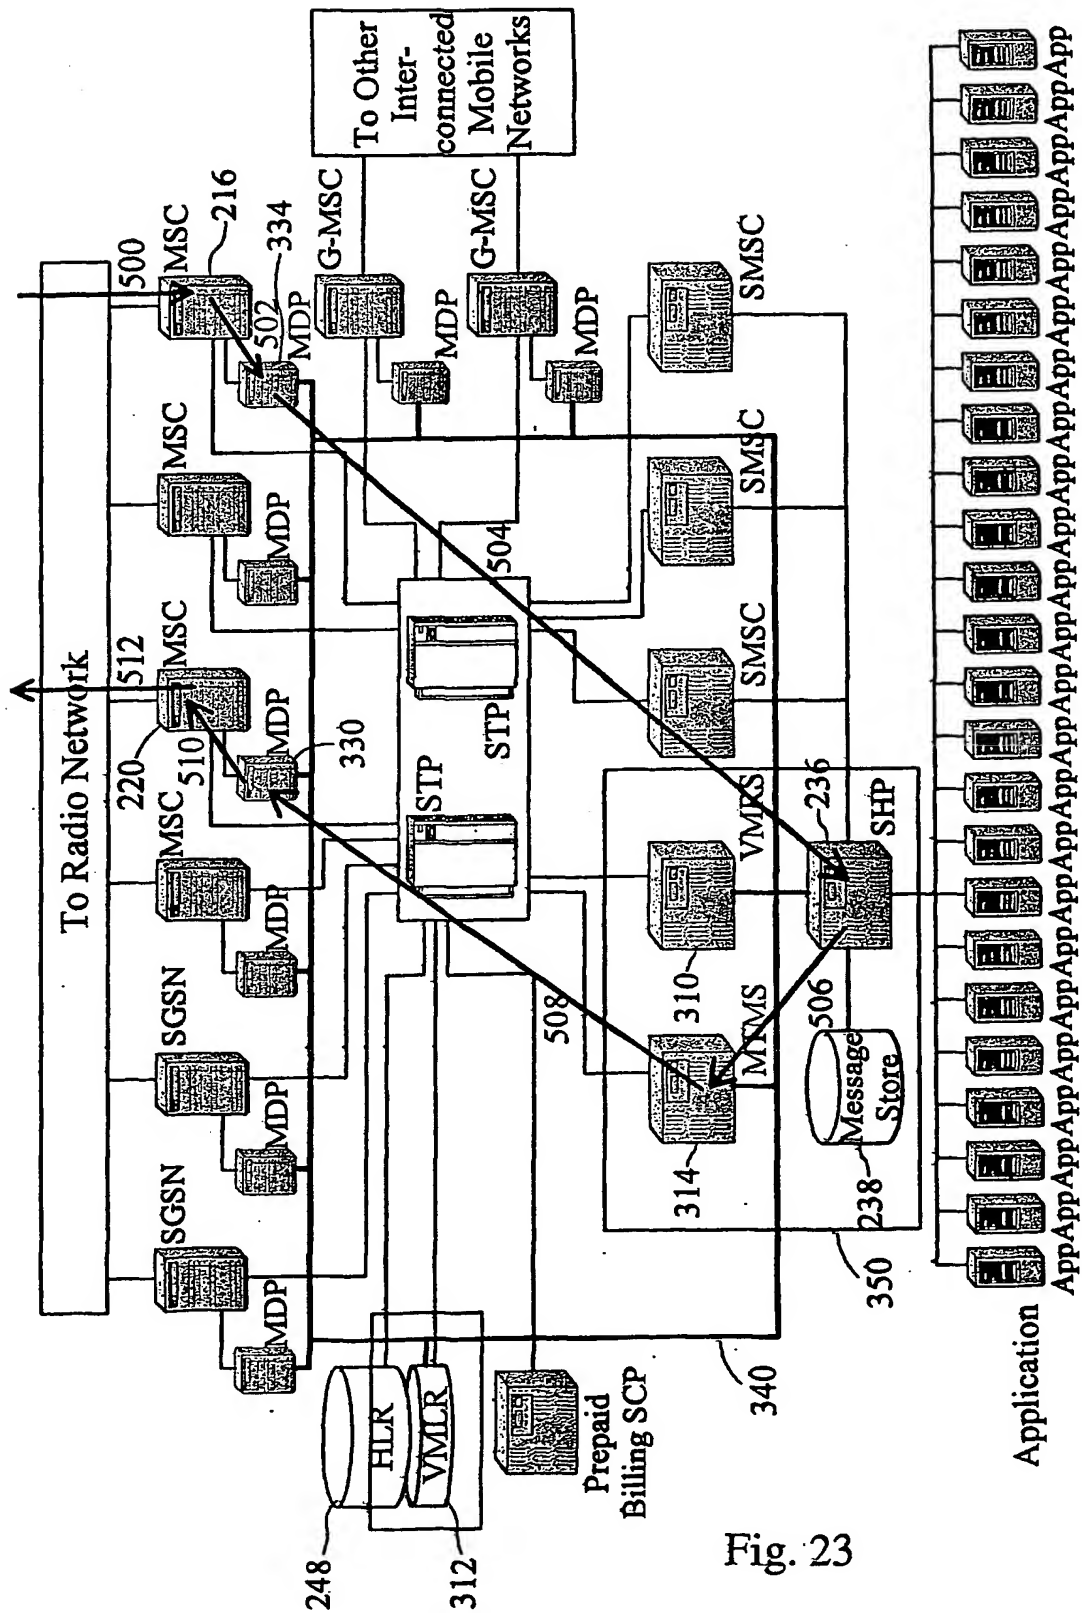 To Radio Network
500
512
MSC
216
MSC
MSC
220
MSC
SGSN
SGSN
502
334
MDP
MDP
510
MDP
330
MDP
MDP
MDP
G-MSC
G-MSC
MDP
MDP
To Other
Inter-
connected
Mobile
Networks
STP
STP
504
508
248
HLR
VMLR
312
Prepaid
Billing SCP
340
SMSC
SMSC
SMSC
VMRS
310
314
236
SHP
506
Message
Store
238
350
Application
AppAppAppAppAppAppAppAppAppAppAppAppAppAppAppAppAppAppAppAppAppAppAppApp
Fig. 23